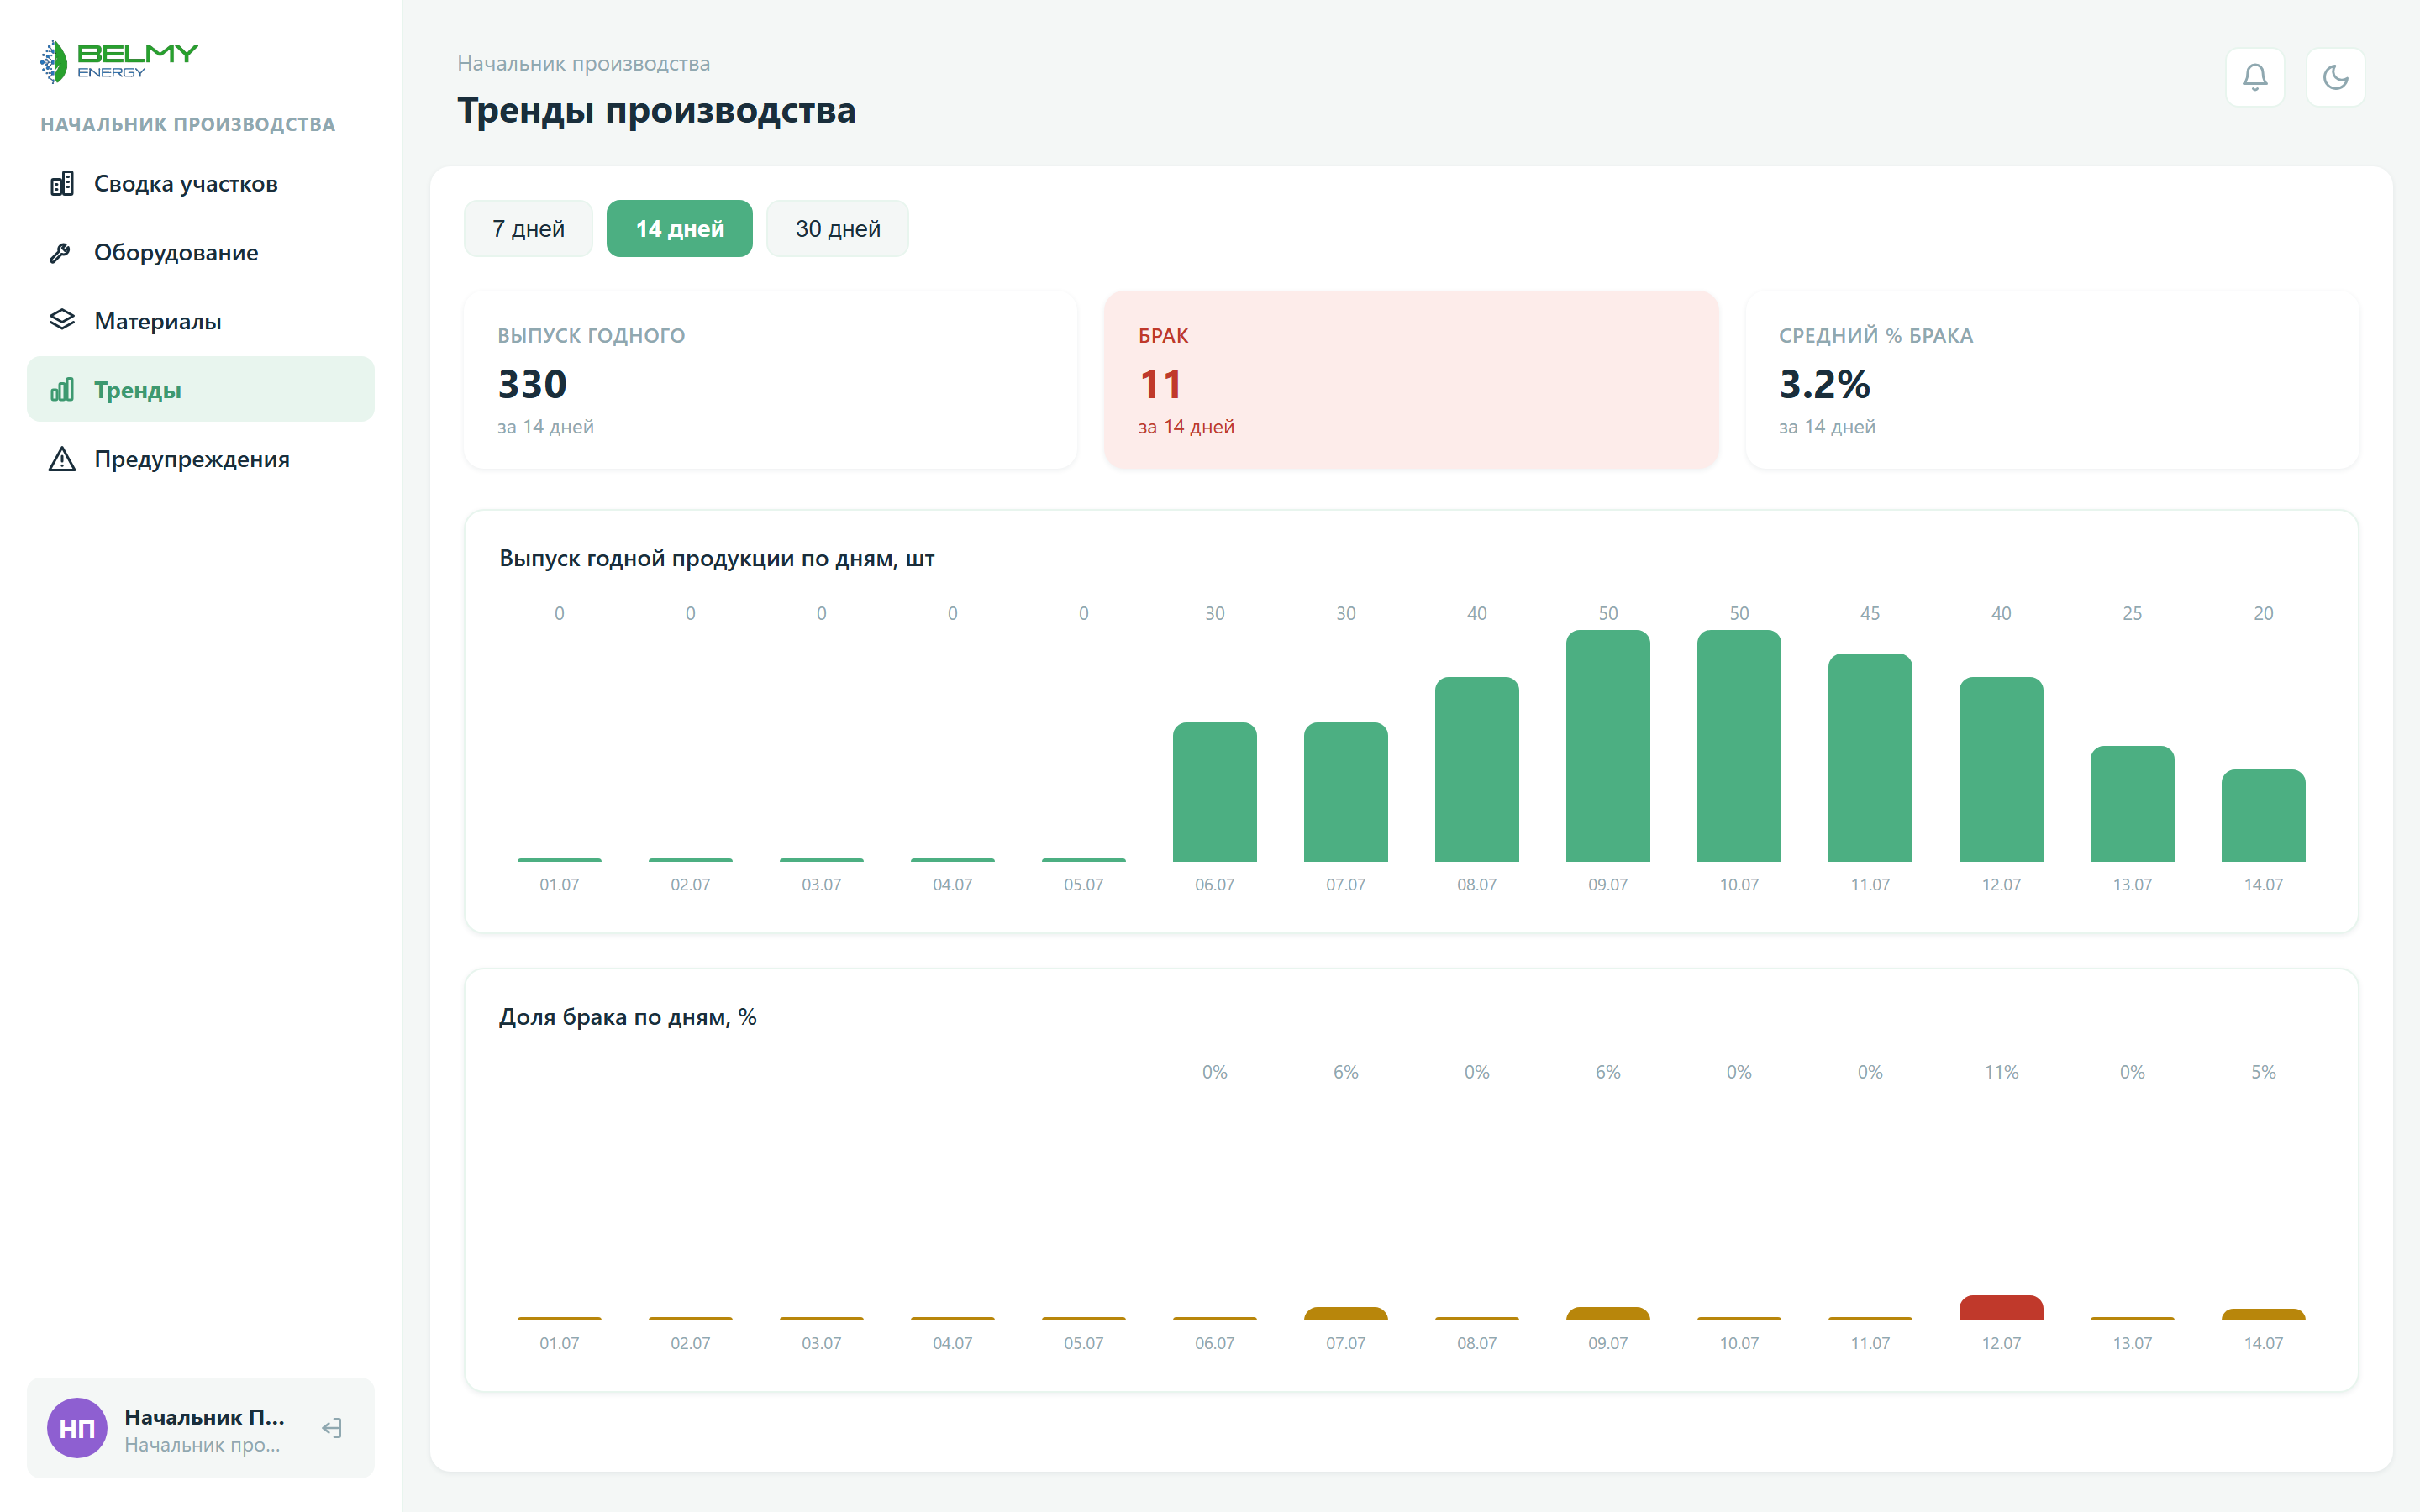 BELMY
ENERGY
НАЧАЛЬНИК ПРОИЗВОДСТВА
Сводка участков
Оборудование
Материалы
Тренды
Предупреждения
НП
Начальник П...
Начальник про...
Начальник производства
Тренды производства
7 дней
14 дней
30 дней
ВЫПУСК ГОДНОГО
330
за 14 дней
БРАК
11
за 14 дней
СРЕДНИЙ % БРАКА
3.2%
за 14 дней
Выпуск годной продукции по дням, шт
0 0 0 0 0 30 30 40 50 50 45 40 25 20
01.07 02.07 03.07 04.07 05.07 06.07 07.07 08.07 09.07 10.07 11.07 12.07 13.07 14.07
Доля брака по дням, %
0% 6% 0% 6% 0% 0% 11% 0% 5%
01.07 02.07 03.07 04.07 05.07 06.07 07.07 08.07 09.07 10.07 11.07 12.07 13.07 14.07